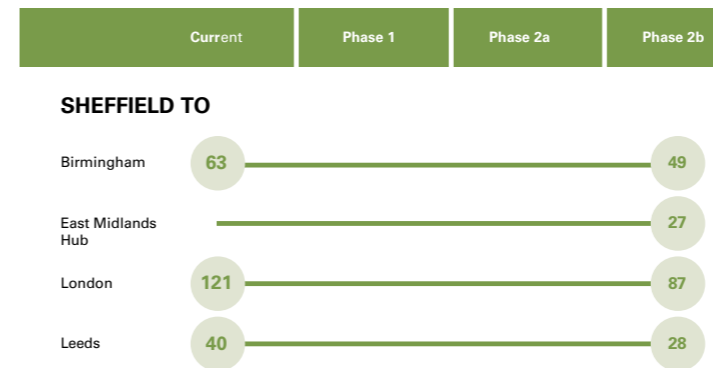 Current Phase 1 Phase 2a Phase 2b
SHEFFIELD TO
Birmingham 63 49
East Midlands 27
Hub
London 121 87
Leeds 40 28